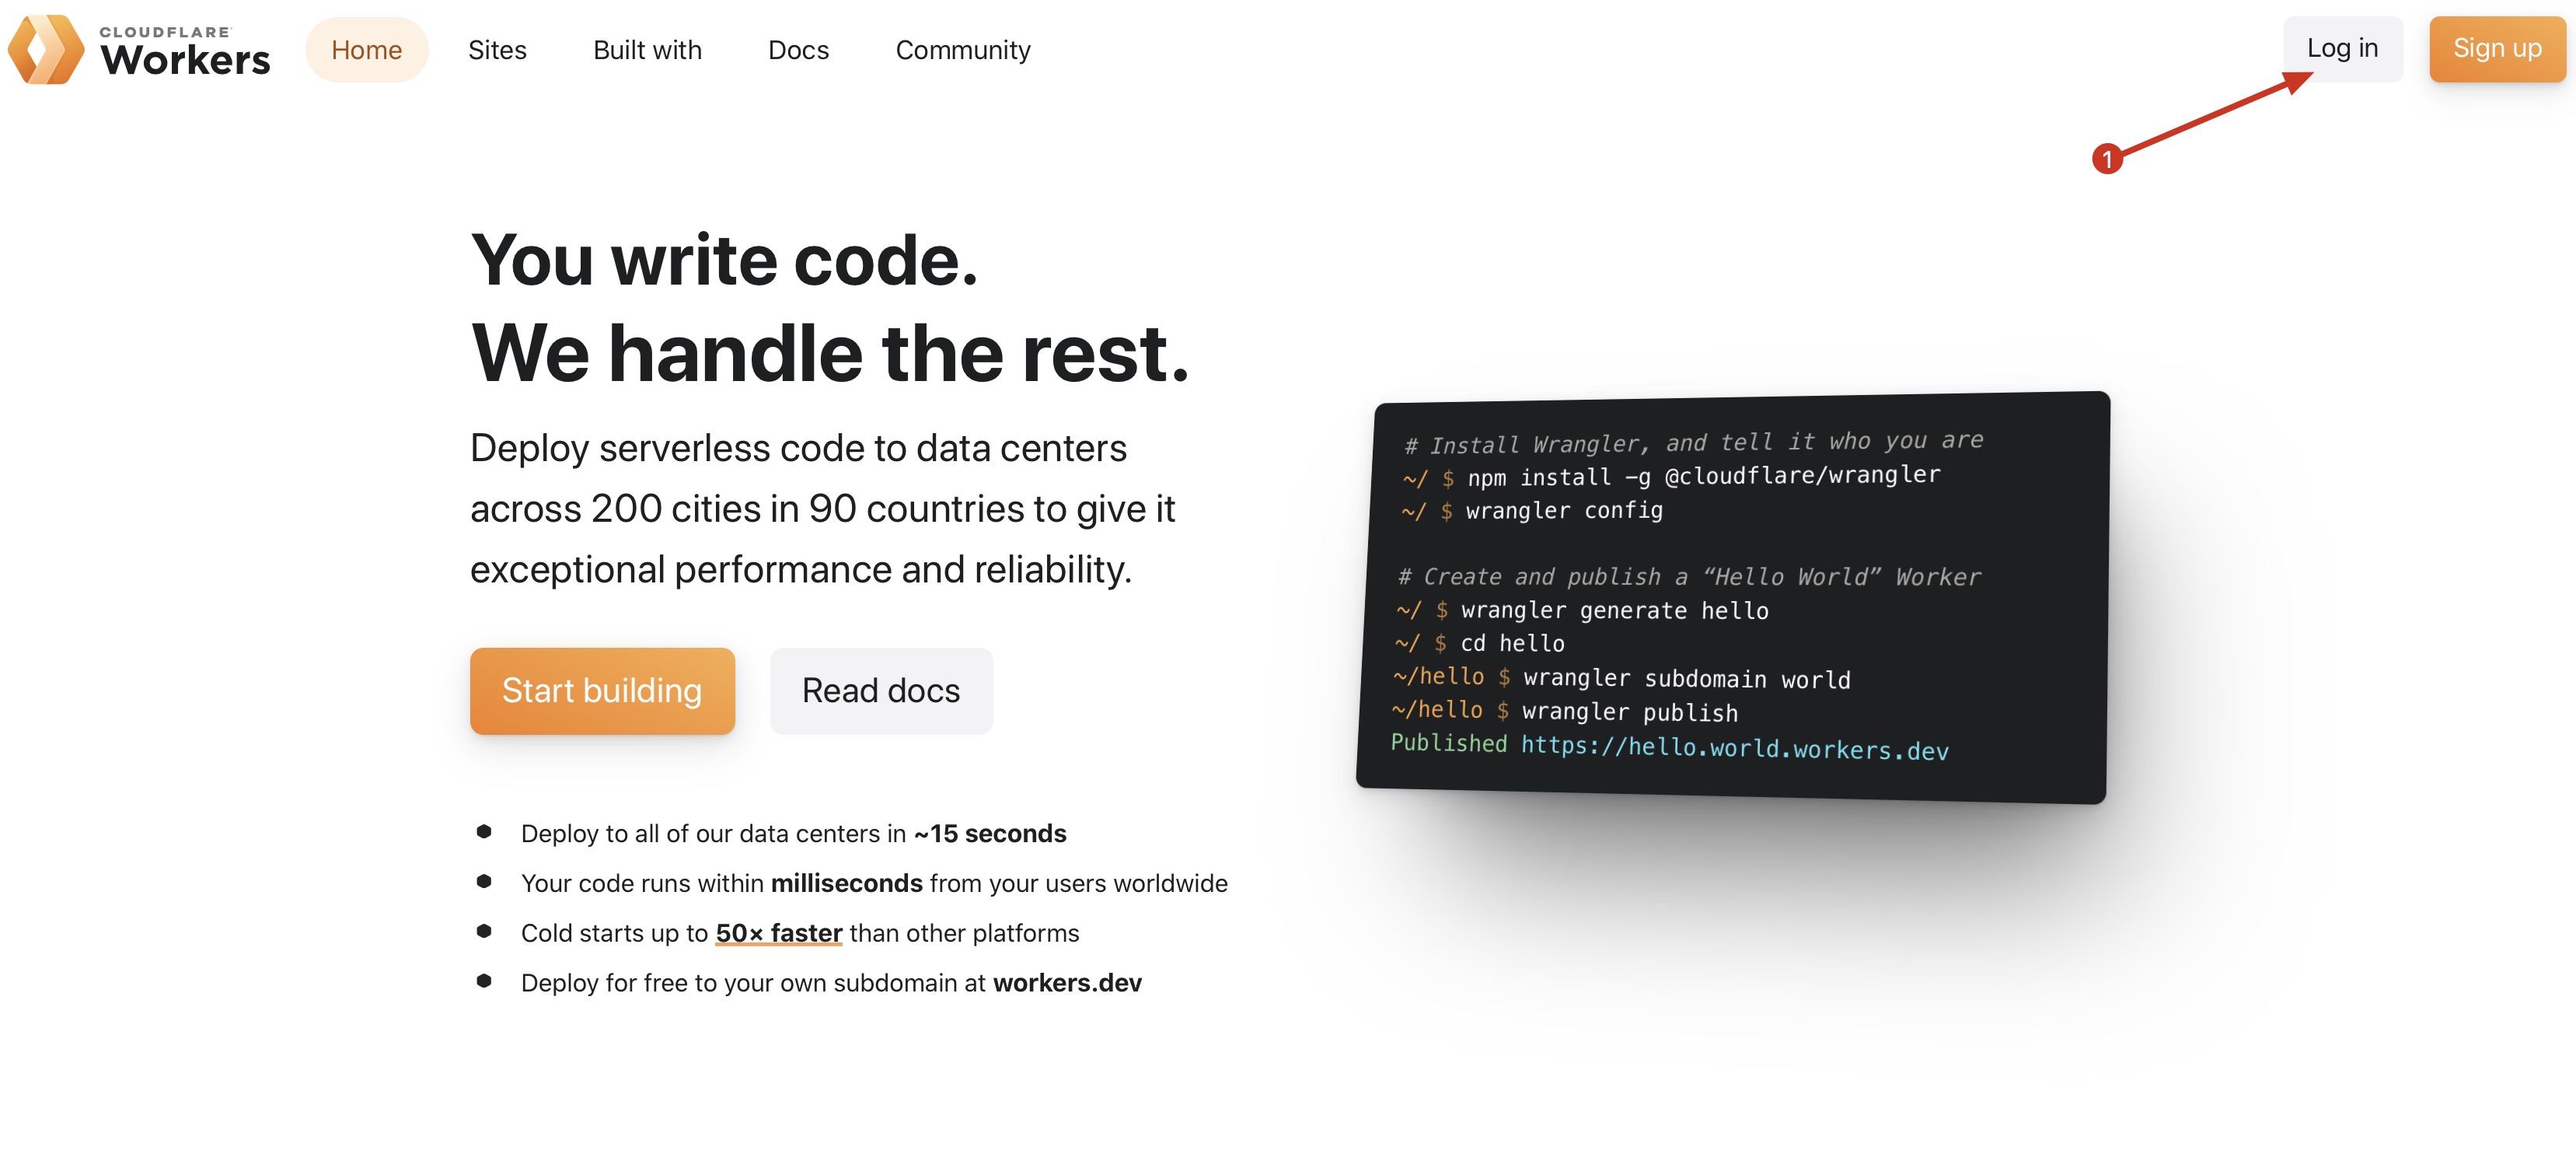 CLOUDFLARE
Workers
Home
Sites
Built with
Docs
Community
Log in
Sign up
1
You write code.
We handle the rest.
Deploy serverless code to data centers
across 200 cities in 90 countries to give it
exceptional performance and reliability.
Start building
Read docs
Deploy to all of our data centers in ~15 seconds
Your code runs within milliseconds from your users worldwide
Cold starts up to 50× faster than other platforms
Deploy for free to your own subdomain at workers.dev
# Install Wrangler, and tell it who you are
~/ $ npm install -g @cloudflare/wrangler
~/ $ wrangler config
# Create and publish a “Hello World” Worker
~/ $ wrangler generate hello
~/ $ cd hello
~/hello $ wrangler subdomain world
~/hello $ wrangler publish
Published https://hello.world.workers.dev